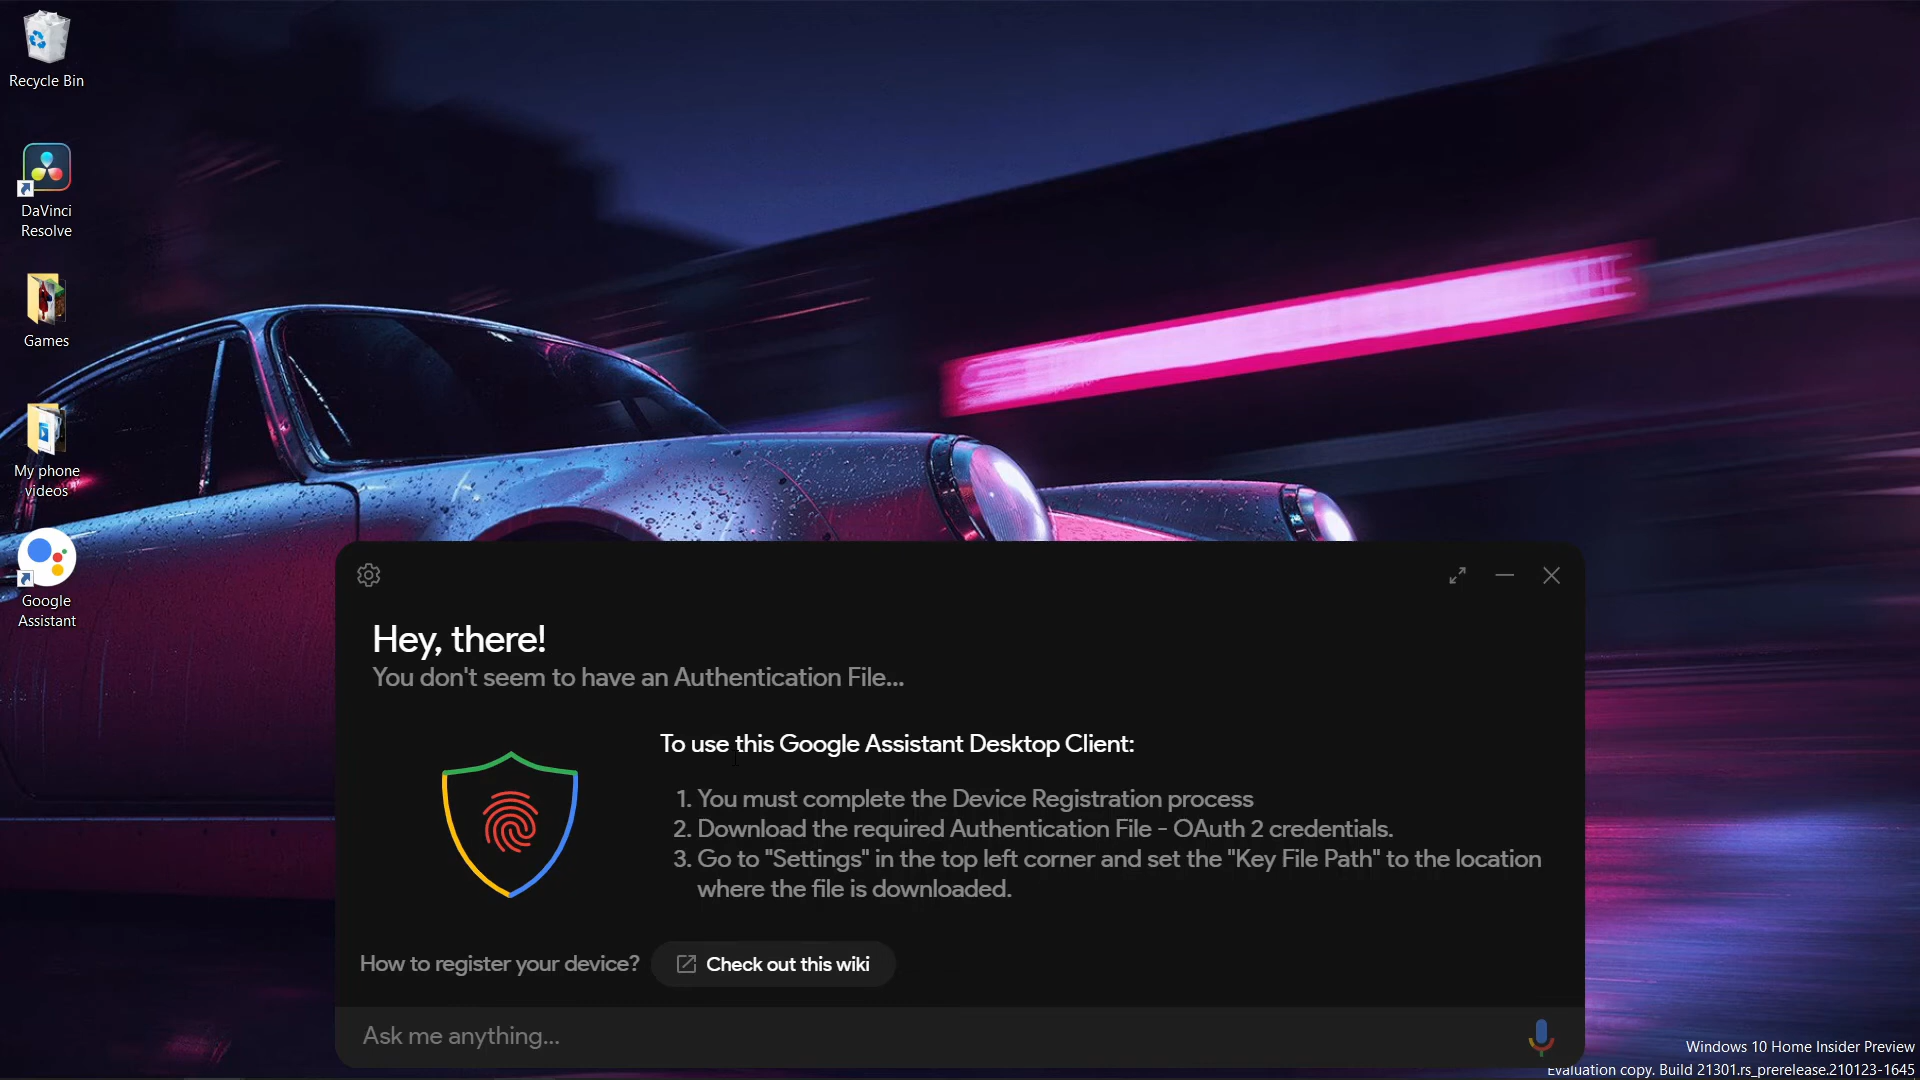 Recycle Bin
DaVinci
Resolve
Games
My phone
videos
Google
Assistant
Hey, there!
You don't seem to have an Authentication File...
To use this Google Assistant Desktop Client:
1. You must complete the Device Registration process
2. Download the required Authentication File - OAuth 2 credentials.
3. Go to "Settings" in the top left corner and set the "Key File Path" to the location
where the file is downloaded.
How to register your device?
Check out this wiki
Ask me anything...
Windows 10 Home Insider Preview
Evaluation copy. Build 21301.rs_prerelease.210123-1645